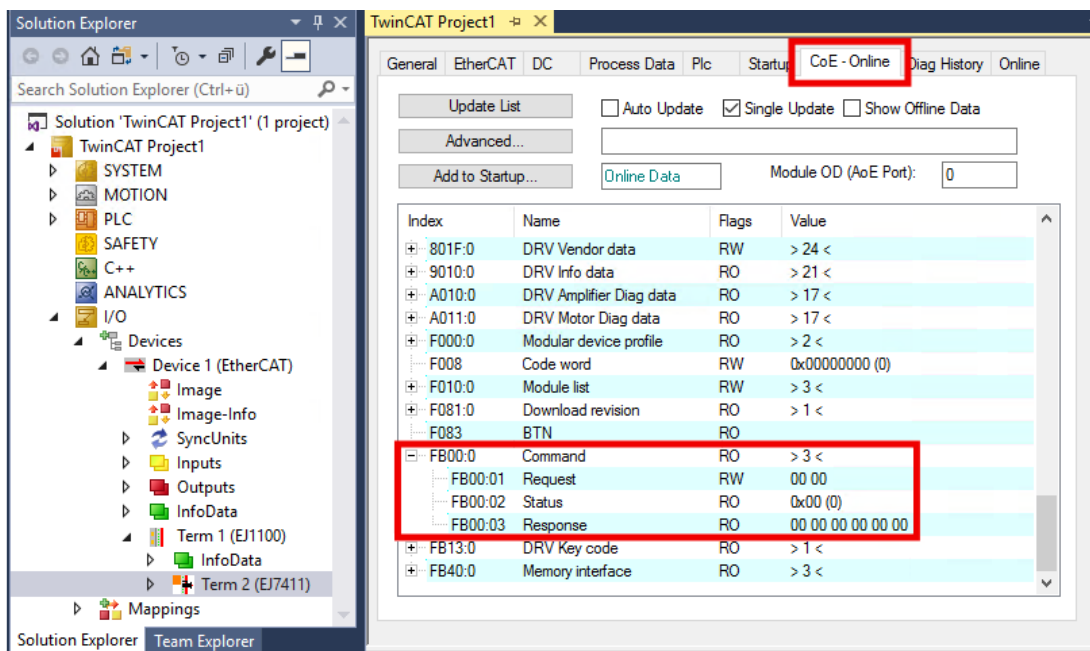 Solution Explorer
Search Solution Explorer (Ctrl+ü)
Solution 'TwinCAT Project1' (1 project)
TwinCAT Project1
SYSTEM
MOTION
PLC
SAFETY
C++
ANALYTICS
I/O
Devices
Device 1 (EtherCAT)
Image
Image-Info
SyncUnits
Inputs
Outputs
InfoData
Term 1 (EJ1100)
InfoData
Term 2 (EJ7411)
Mappings
Solution Explorer Team Explorer
TwinCAT Project1
General EtherCAT DC Process Data Plc Startup CoE - Online Diag History Online
Update List Auto Update Single Update Show Offline Data
Advanced...
Add to Startup... Online Data Module OD (AoE Port): 0
Index Name Flags Value
801F:0 DRV Vendor data RW > 24 <
9010:0 DRV Info data RO > 21 <
A010:0 DRV Amplifier Diag data RO > 17 <
A011:0 DRV Motor Diag data RO > 17 <
F000:0 Modular device profile RO > 2 <
F008 Code word RW 0x00000000 (0)
F010:0 Module list RW > 3 <
F081:0 Download revision RO > 1 <
F083 BTN RO
FB00:0 Command RO > 3 <
FB00:01 Request RW 00 00
FB00:02 Status RO 0x00 (0)
FB00:03 Response RO 00 00 00 00 00 00
FB13:0 DRV Key code RO > 1 <
FB40:0 Memory interface RO > 3 <